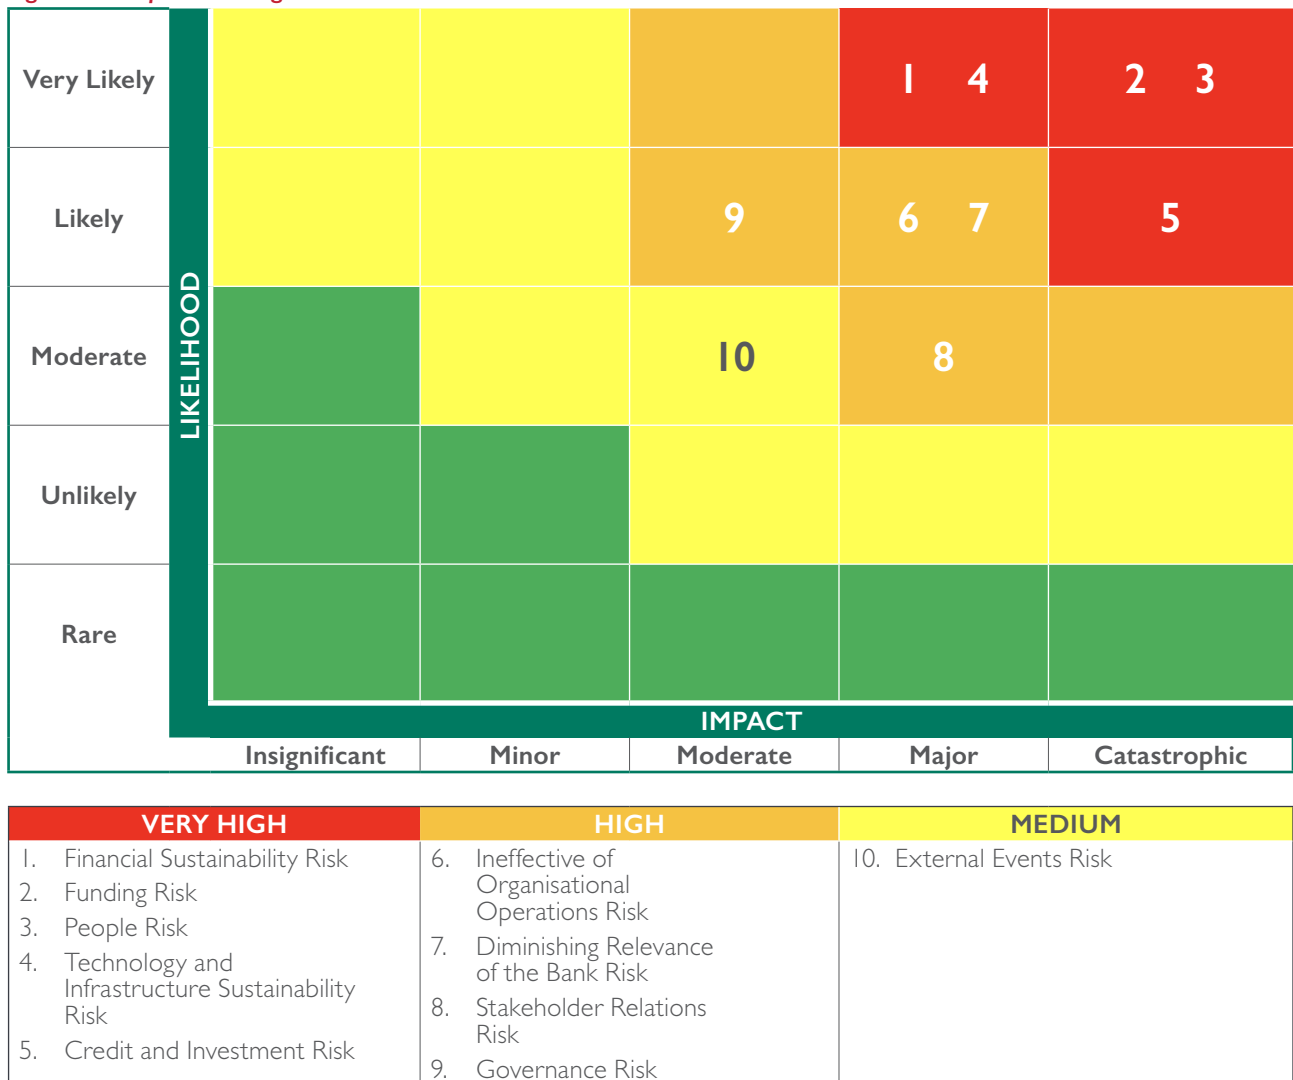 Very Likely
1 4
2 3
Likely
9
6 7
5
LIKELIHOOD
Moderate
10
8
Unlikely
Rare
IMPACT
Insignificant
Minor
Moderate
Major
Catastrophic
VERY HIGH
HIGH
MEDIUM
1. Financial Sustainability Risk
2. Funding Risk
3. People Risk
4. Technology and
Infrastructure Sustainability
Risk
5. Credit and Investment Risk
6. Ineffective of
Organisational
Operations Risk
7. Diminishing Relevance
of the Bank Risk
8. Stakeholder Relations
Risk
9. Governance Risk
10. External Events Risk